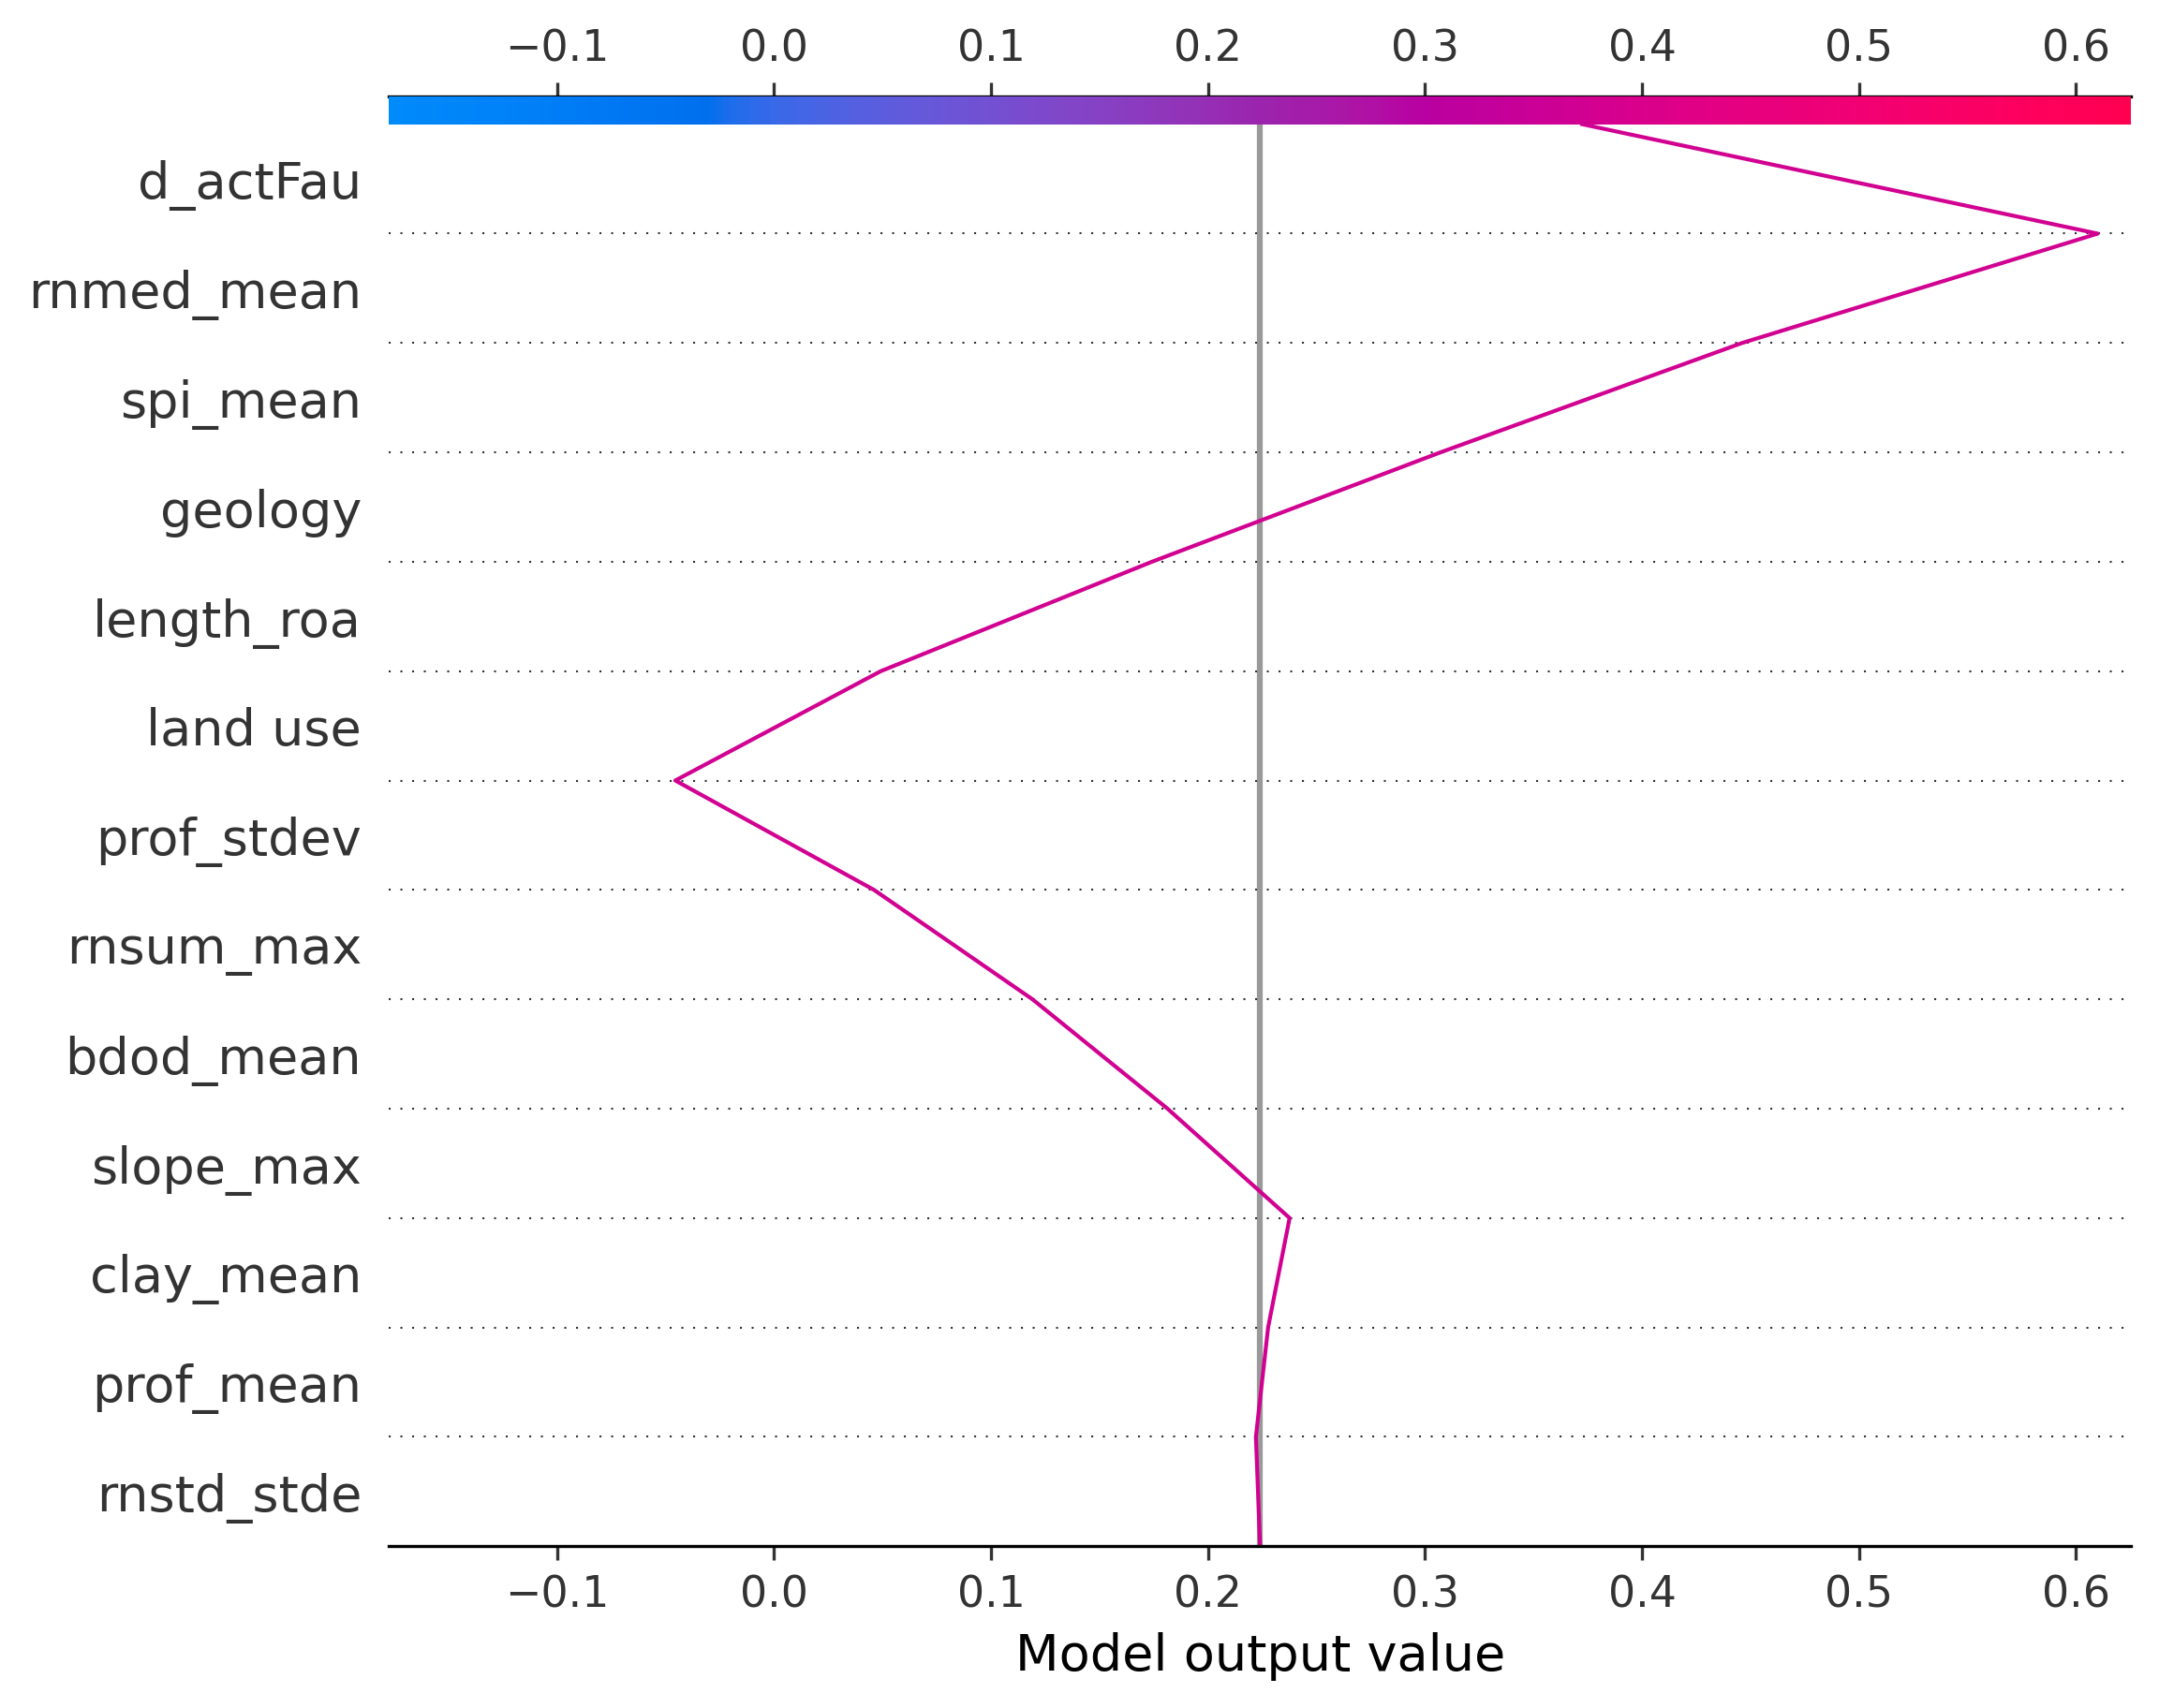 −0.1 0.0 0.1 0.2 0.3 0.4 0.5 0.6
d_actFau
rnmed_mean
spi_mean
geology
length_roa
land use
prof_stdev
rnsum_max
bdod_mean
slope_max
clay_mean
prof_mean
rnstd_stde
−0.1 0.0 0.1 0.2 0.3 0.4 0.5 0.6
Model output value